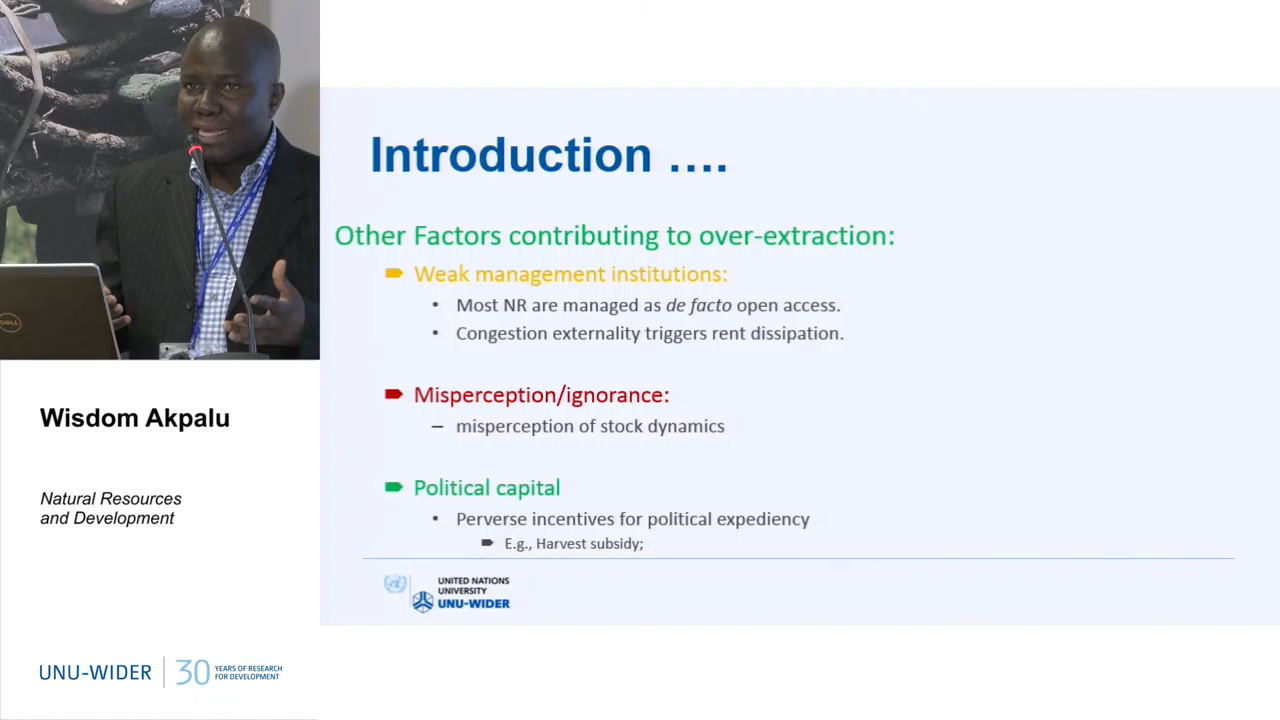 Introduction ....
Other Factors contributing to over-extraction:
Weak management institutions:
• Most NR are managed as de facto open access.
• Congestion externality triggers rent dissipation.
Misperception/ignorance:
– misperception of stock dynamics
Political capital
• Perverse incentives for political expediency
E.g., Harvest subsidy;
UNITED NATIONS
UNIVERSITY
UNU-WIDER
DELL
Wisdom Akpalu
Natural Resources
and Development
UNU-WIDER
30 YEARS OF RESEARCH
FOR DEVELOPMENT